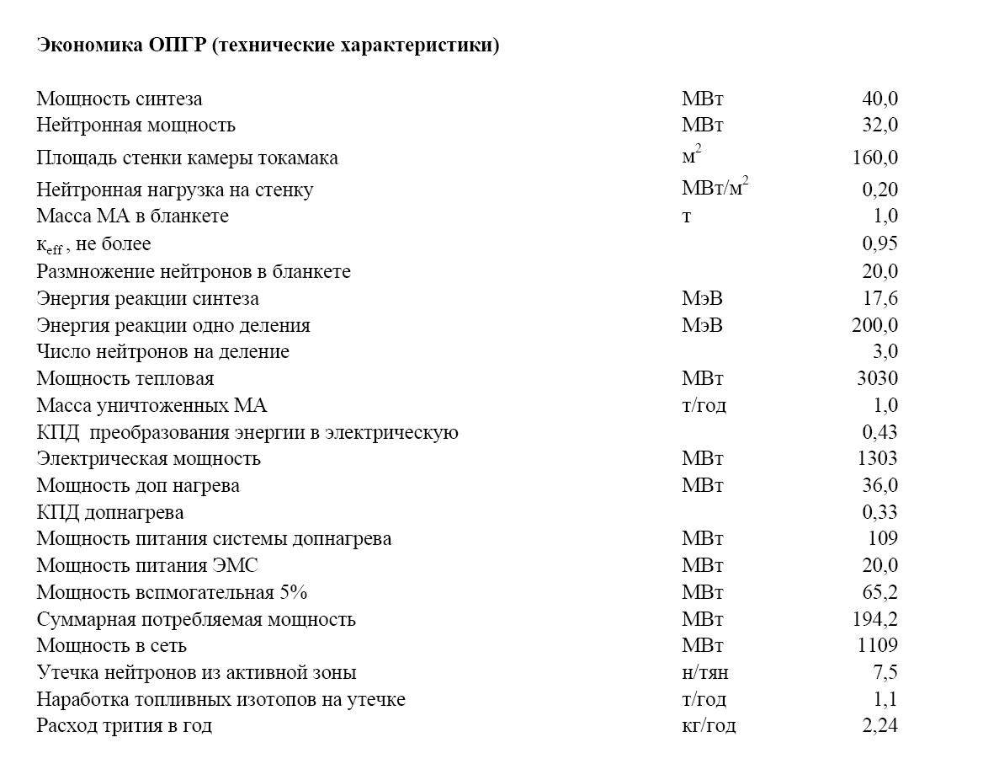 Экономика ОПГР (технические характеристики)
Мощность синтеза МВт 40,0
Нейтронная мощность МВт 32,0
Площадь стенки камеры токамака м² 160,0
Нейтронная нагрузка на стенку МВт/м² 0,20
Масса МА в бланкете т 1,0
кeff , не более 0,95
Размножение нейтронов в бланкете 20,0
Энергия реакции синтеза МэВ 17,6
Энергия реакции одно деления МэВ 200,0
Число нейтронов на деление 3,0
Мощность тепловая МВт 3030
Масса уничтоженных МА т/год 1,0
КПД преобразования энергии в электрическую 0,43
Электрическая мощность МВт 1303
Мощность доп нагрева МВт 36,0
КПД допнагрева 0,33
Мощность питания системы допнагрева МВт 109
Мощность питания ЭМС МВт 20,0
Мощность вспмогательная 5% МВт 65,2
Суммарная потребляемая мощность МВт 194,2
Мощность в сеть МВт 1109
Утечка нейтронов из активной зоны н/тян 7,5
Наработка топливных изотопов на утечке т/год 1,1
Расход трития в год кг/год 2,24